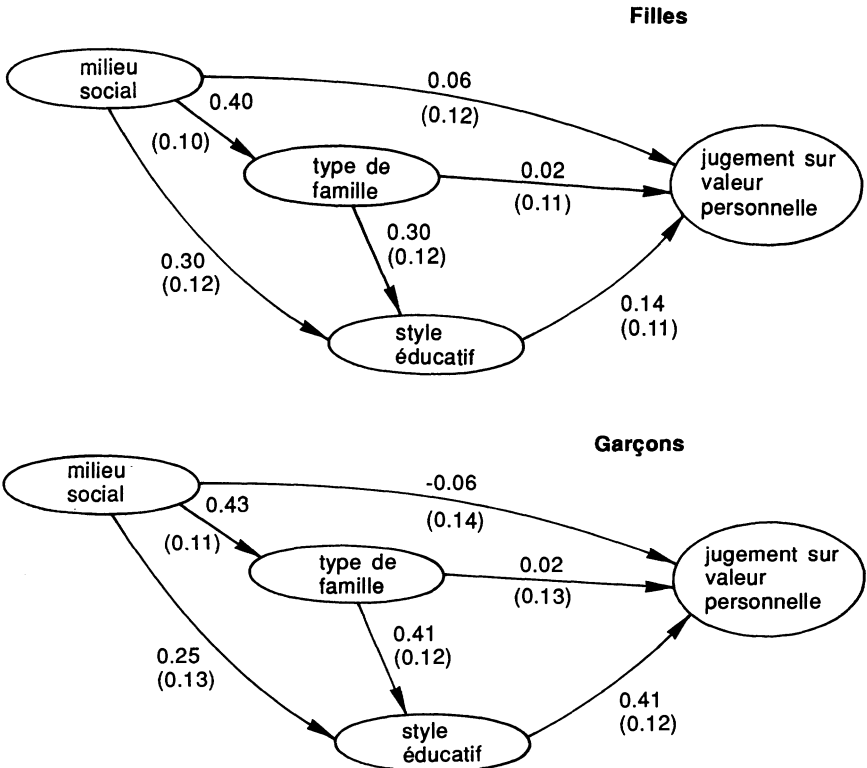 Filles
milieu
social
0.06
(0.12)
0.40
(0.10)
type de
famille
0.02
(0.11)
jugement sur
valeur
personnelle
0.30
(0.12)
0.30
(0.12)
style
éducatif
0.14
(0.11)
Garçons
milieu
social
-0.06
(0.14)
0.43
(0.11)
type de
famille
0.02
(0.13)
jugement sur
valeur
personnelle
0.41
(0.12)
0.25
(0.13)
style
éducatif
0.41
(0.12)